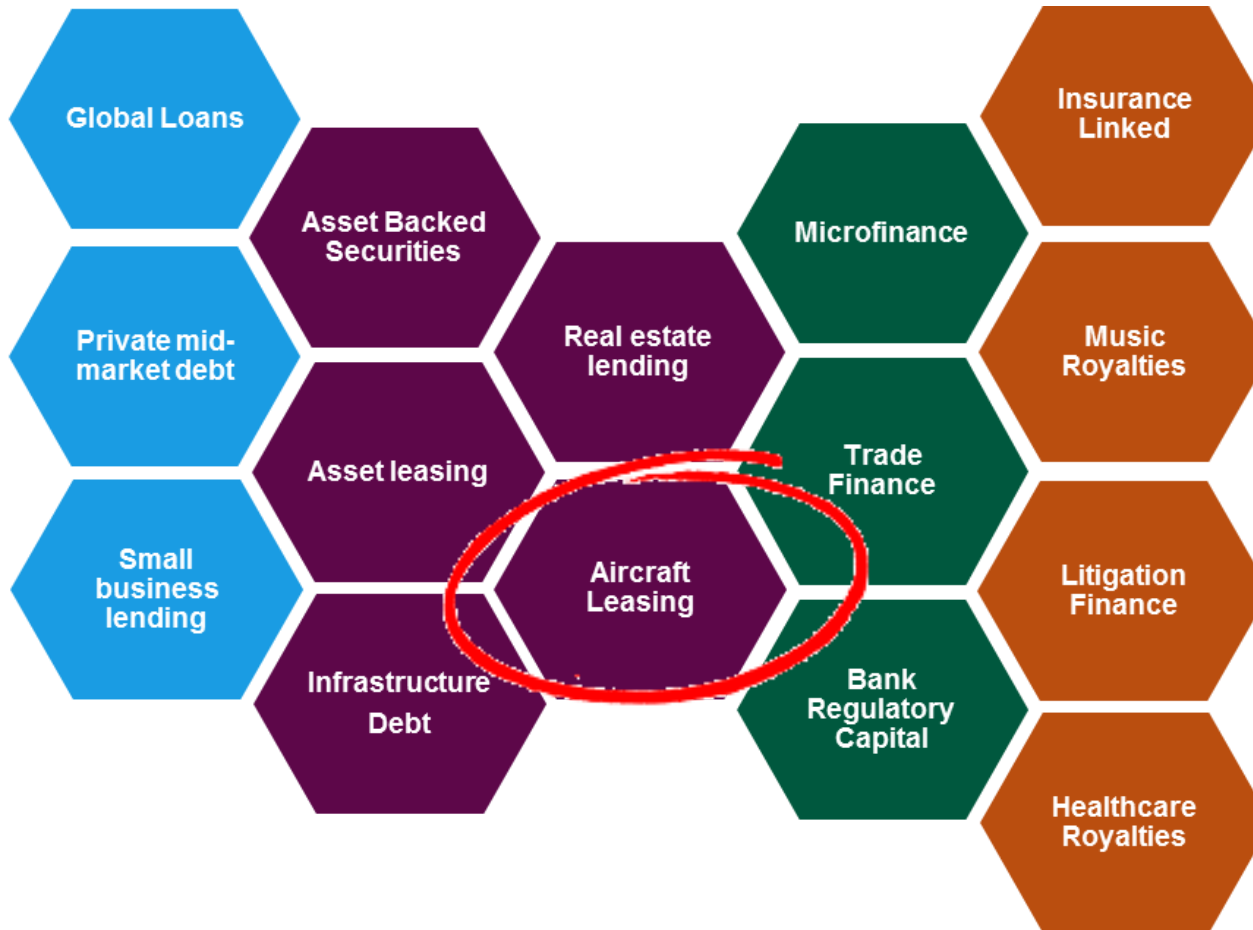 Global Loans
Private mid-
market debt
Small
business
lending
Asset Backed
Securities
Asset leasing
Infrastructure
Debt
Real estate
lending
Aircraft
Leasing
Microfinance
Trade
Finance
Bank
Regulatory
Capital
Insurance
Linked
Music
Royalties
Litigation
Finance
Healthcare
Royalties